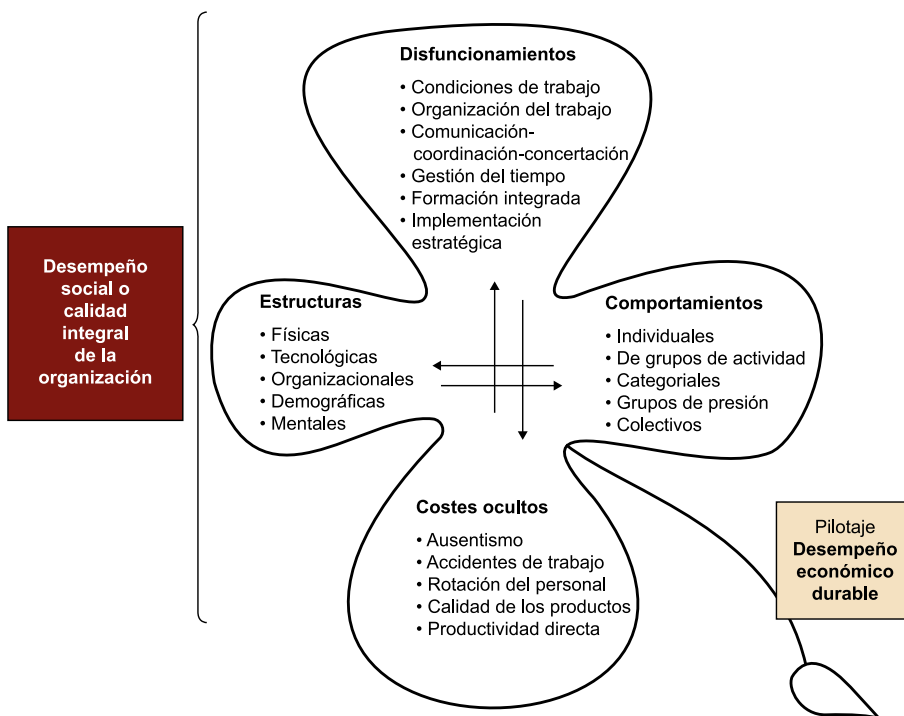 Disfuncionamientos
• Condiciones de trabajo
• Organización del trabajo
• Comunicación-
coordinación-concertación
• Gestión del tiempo
• Formación integrada
• Implementación
estratégica
Desempeño
social o
calidad
integral
de la
organización
Estructuras
• Físicas
• Tecnológicas
• Organizacionales
• Demográficas
• Mentales
Comportamientos
• Individuales
• De grupos de actividad
• Categoriales
• Grupos de presión
• Colectivos
Costes ocultos
• Ausentismo
• Accidentes de trabajo
• Rotación del personal
• Calidad de los productos
• Productividad directa
Pilotaje
Desempeño
económico
durable